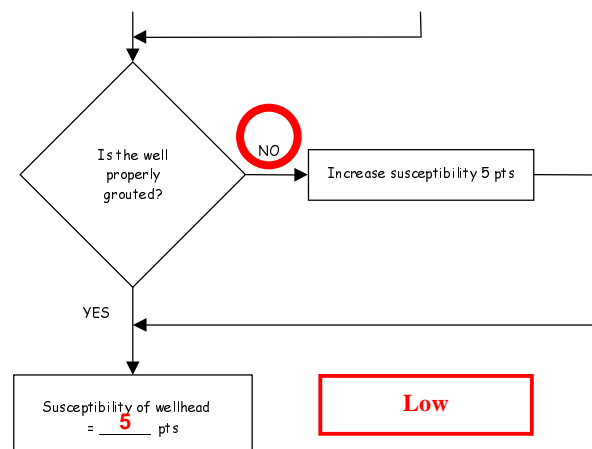 Is the well
properly
grouted?
NO
Increase susceptibility 5 pts
YES
Susceptibility of wellhead
= 5 pts
Low